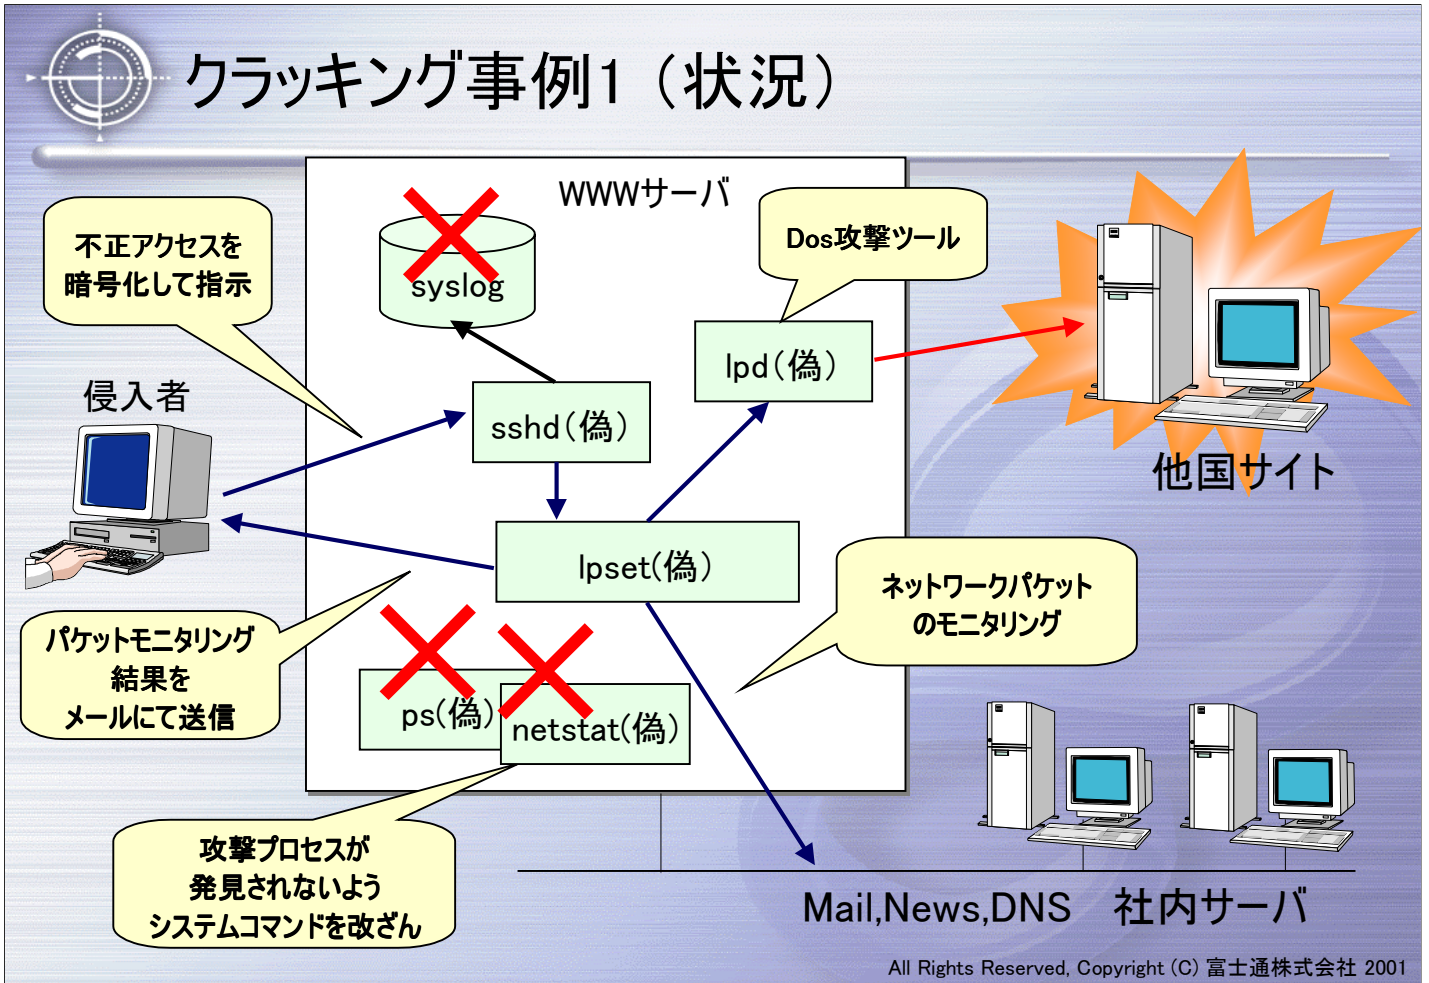 クラッキング事例1（状況）
WWWサーバ
不正アクセスを
暗号化して指示
syslog
Dos攻撃ツール
lpd（偽）
侵入者
sshd（偽）
他国サイト
lpset(偽）
ネットワークパケット
のモニタリング
パケットモニタリング
結果を
メールにて送信
ps(偽）
netstat(偽）
攻撃プロセスが
発見されないよう
システムコマンドを改ざん
Mail,News,DNS　社内サーバ
All Rights Reserved, Copyright (C) 富士通株式会社 2001